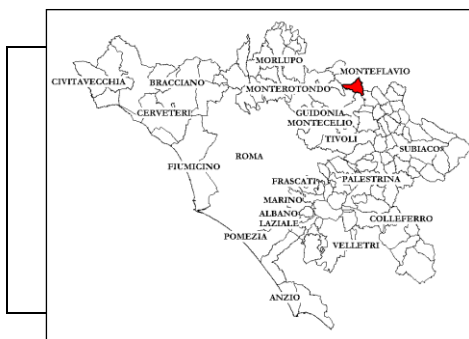 MORLUPO
MONTEFLAVIO
CIVITAVECCHIA
BRACCIANO
MONTEROTONDO
CERVETERI
GUIDONIA
MONTECELIO
TIVOLI
SUBIACO
ROMA
FIUMICINO
FRASCATI
PALESTRINA
MARINO
ALBANO
LAZIALE
COLLEFERRO
POMEZIA
VELLETRI
ANZIO